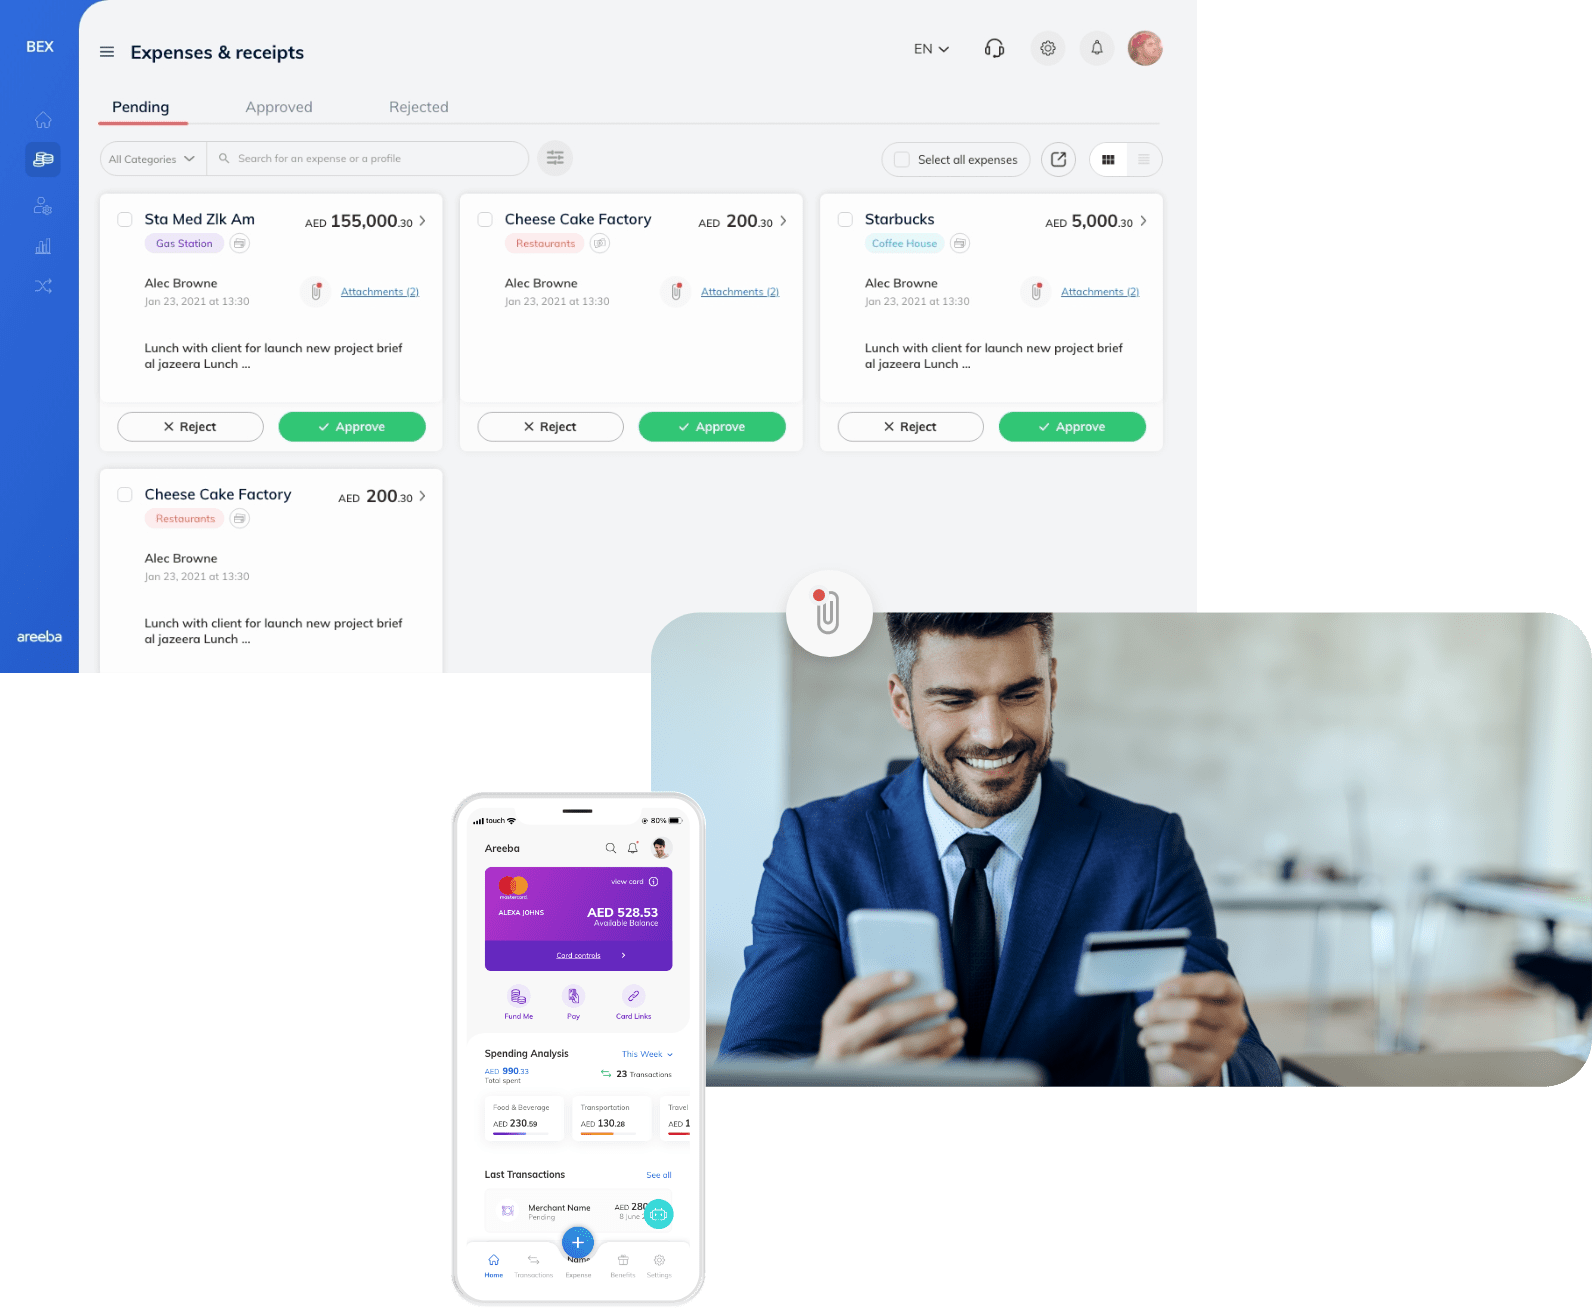 BEX
Expenses & receipts
EN
Pending
Approved
Rejected
All Categories
Search for an expense or a profile
Select all expenses
Sta Med Zlk Am
AED 155,000.30
Gas Station
Alec Browne
Jan 23, 2021 at 13:30
Attachments (2)
Lunch with client for launch new project brief
al jazeera Lunch ...
Reject
Approve
Cheese Cake Factory
AED 200.30
Restaurants
Alec Browne
Jan 23, 2021 at 13:30
Attachments (2)
Reject
Approve
Starbucks
AED 5,000.30
Coffee House
Alec Browne
Jan 23, 2021 at 13:30
Attachments (2)
Lunch with client for launch new project brief
al jazeera Lunch ...
Reject
Approve
Cheese Cake Factory
AED 200.30
Restaurants
Alec Browne
Jan 23, 2021 at 13:30
Lunch with client for launch new project brief
al jazeera Lunch ...
areeba
touch
80%
Areeba
mastercard
view card
ALEXA JOHNS
AED 528.53
Available Balance
Card controls
Fund Me
Pay
Card Links
Spending Analysis
This Week
AED 990.33
Total spent
23 Transactions
Food & Beverage
AED 230.59
Transportation
AED 130.28
Travel
AED 1
Last Transactions
See all
Merchant Name
AED 280
Pending
8 June
Name
Home
Transactions
Expense
Benefits
Settings